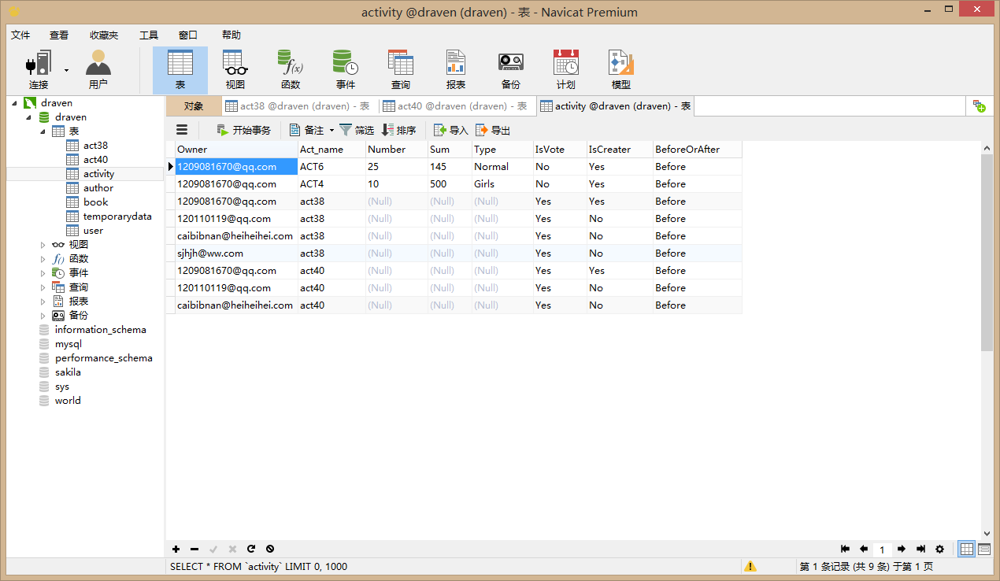 activity @draven (draven) - 表 - Navicat Premium
文件 查看 收藏夹 工具 窗口 帮助
连接 用户 表 视图 函数 事件 查询 报表 备份 计划 模型
draven
draven
表
act38
act40
activity
author
book
temporarydata
user
视图
函数
事件
查询
报表
备份
information_schema
mysql
performance_schema
sakila
sys
world
对象 act38 @draven (draven) - 表 act40 @draven (draven) - 表 activity @draven (draven) - 表
开始事务 备注 筛选 排序 导入 导出
Owner Act_name Number Sum Type IsVote IsCreater BeforeOrAfter
1209081670@qq.com ACT6 25 145 Normal No Yes Before
1209081670@qq.com ACT4 10 500 Girls No Yes Before
1209081670@qq.com act38 (Null) (Null) (Null) Yes Yes Before
120110119@qq.com act38 (Null) (Null) (Null) Yes No Before
caibibnan@heiheihei.com act38 (Null) (Null) (Null) Yes No Before
sjhjh@ww.com act38 (Null) (Null) (Null) Yes No Before
1209081670@qq.com act40 (Null) (Null) (Null) Yes Yes Before
120110119@qq.com act40 (Null) (Null) (Null) Yes No Before
caibibnan@heiheihei.com act40 (Null) (Null) (Null) Yes No Before
1
SELECT * FROM `activity` LIMIT 0, 1000 第 1 条记录 (共 9 条) 于第 1 页